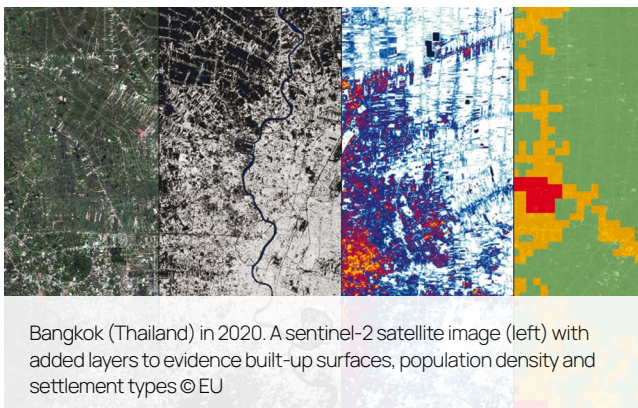 Bangkok (Thailand) in 2020. A sentinel-2 satellite image (left) with
added layers to evidence built-up surfaces, population density and
settlement types © EU